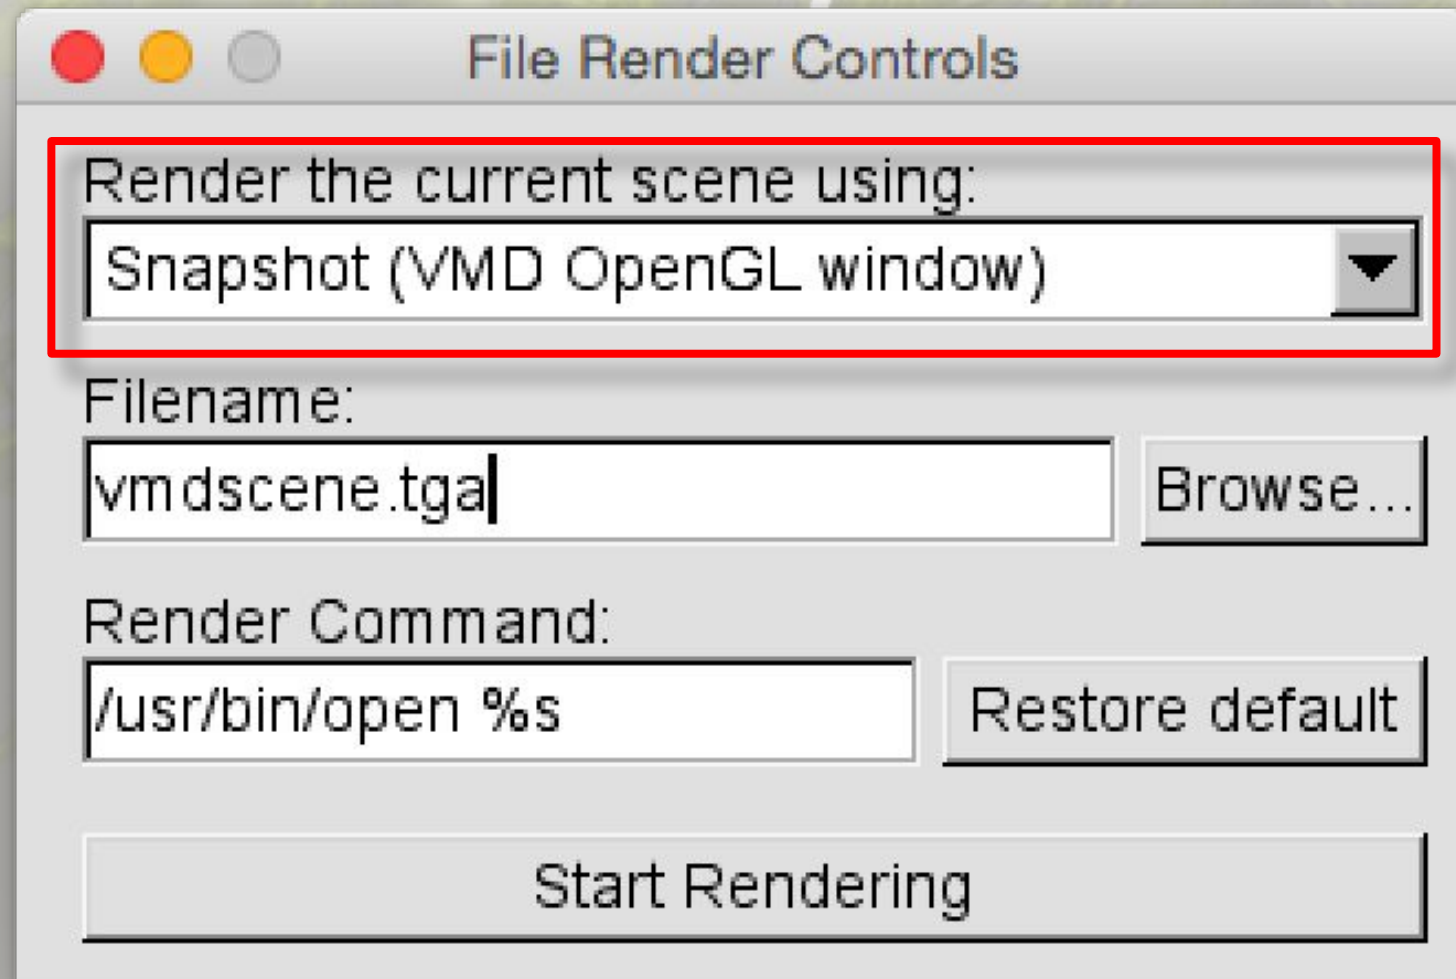 File Render Controls
Render the current scene using:
Snapshot (VMD OpenGL window)
Filename:
vmdscene.tga
Browse...
Render Command:
/usr/bin/open %s
Restore default
Start Rendering